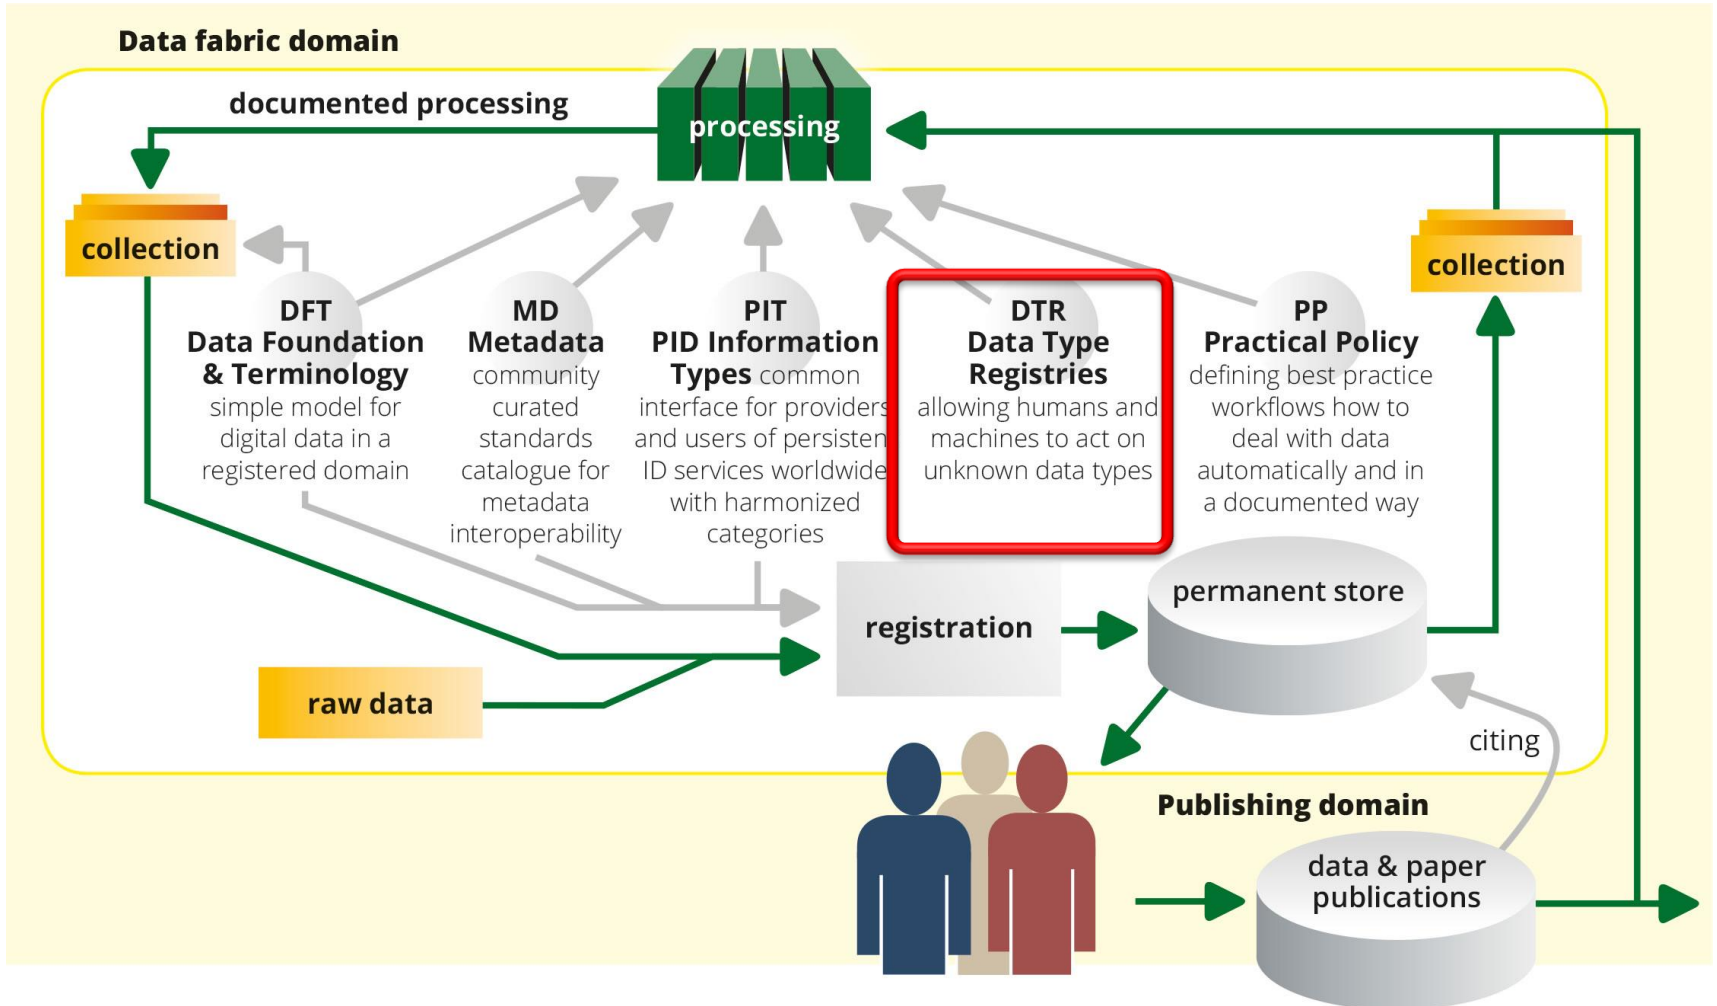 Data fabric domain
documented processing
processing
collection
collection
DFT
Data Foundation
& Terminology
simple model for
digital data in a
registered domain
MD
Metadata
community
curated
standards
catalogue for
metadata
interoperability
PIT
PID Information
Types common
interface for providers
and users of persisten
ID services worldwide
with harmonized
categories
DTR
Data Type
Registries
allowing humans and
machines to act on
unknown data types
PP
Practical Policy
defining best practice
workflows how to
deal with data
automatically and in
a documented way
registration
permanent store
raw data
citing
Publishing domain
data & paper
publications